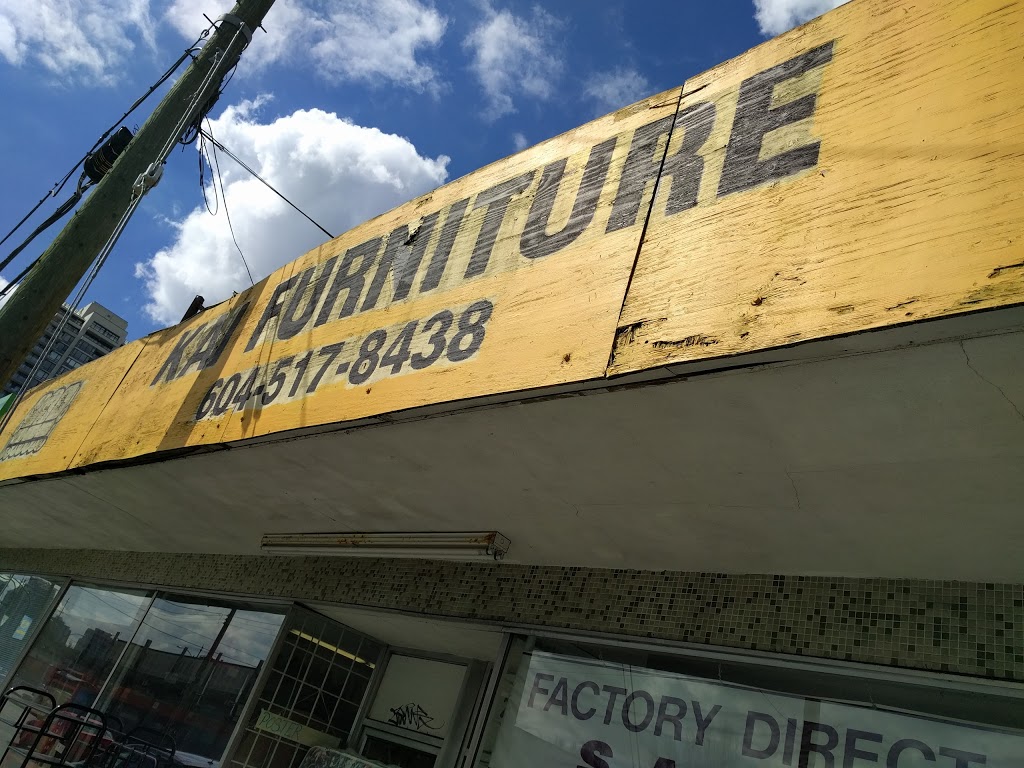 KAI FURNITURE
604-517-8438
FACTORY DIRECT